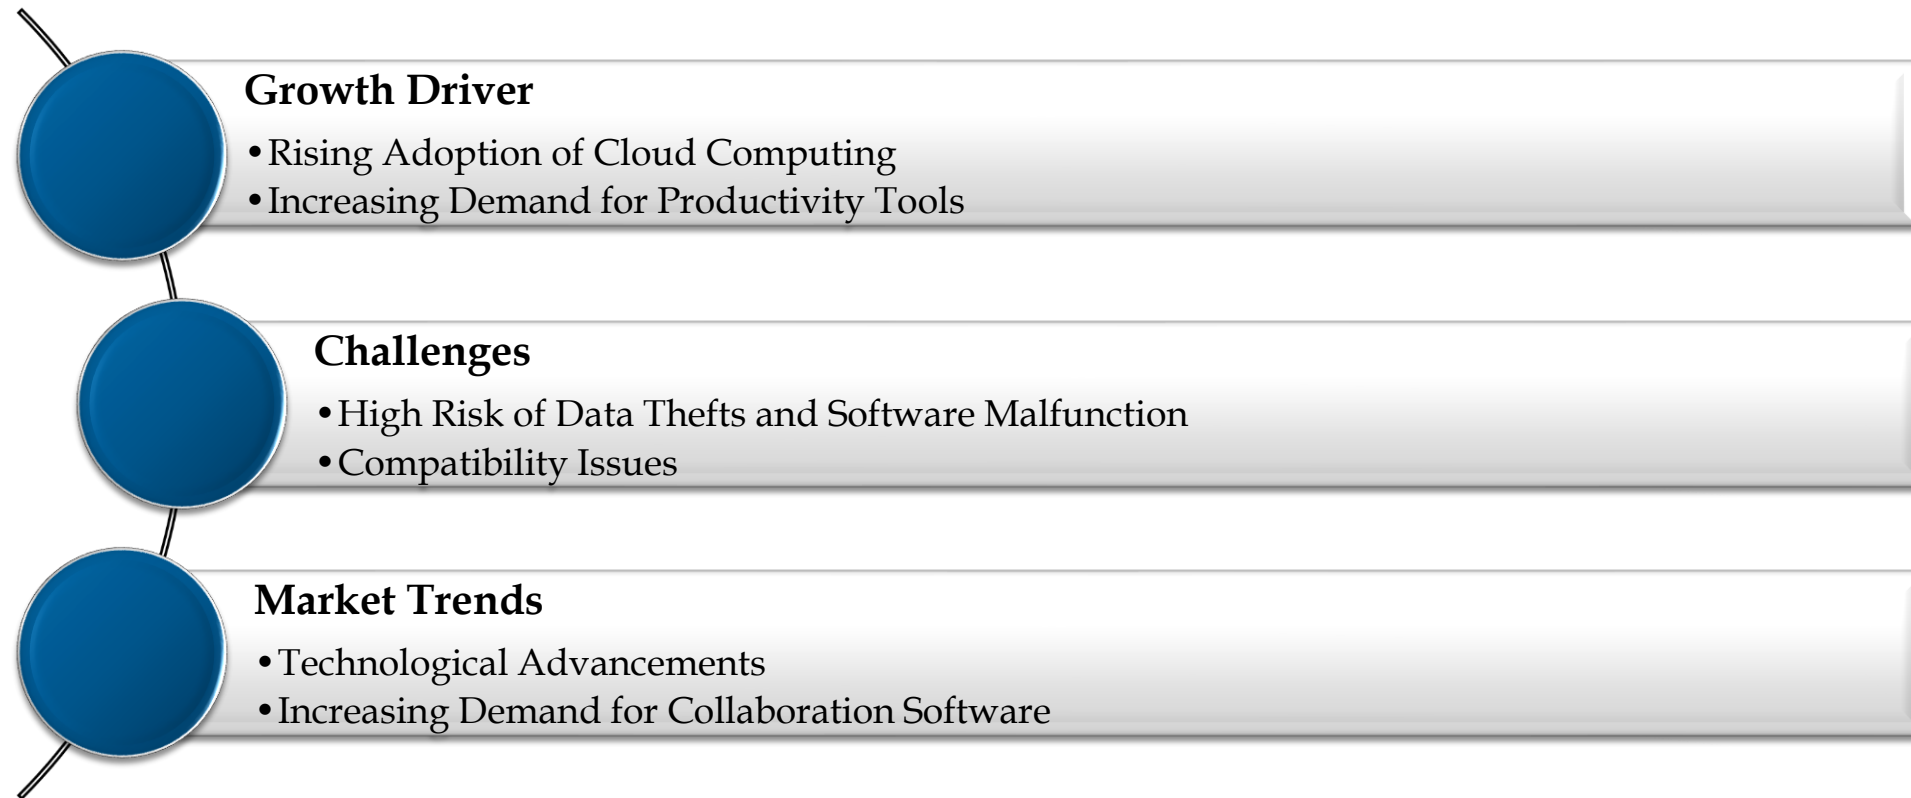 Growth Driver
•Rising Adoption of Cloud Computing
•Increasing Demand for Productivity Tools
Challenges
•High Risk of Data Thefts and Software Malfunction
•Compatibility Issues
Market Trends
•Technological Advancements
•Increasing Demand for Collaboration Software